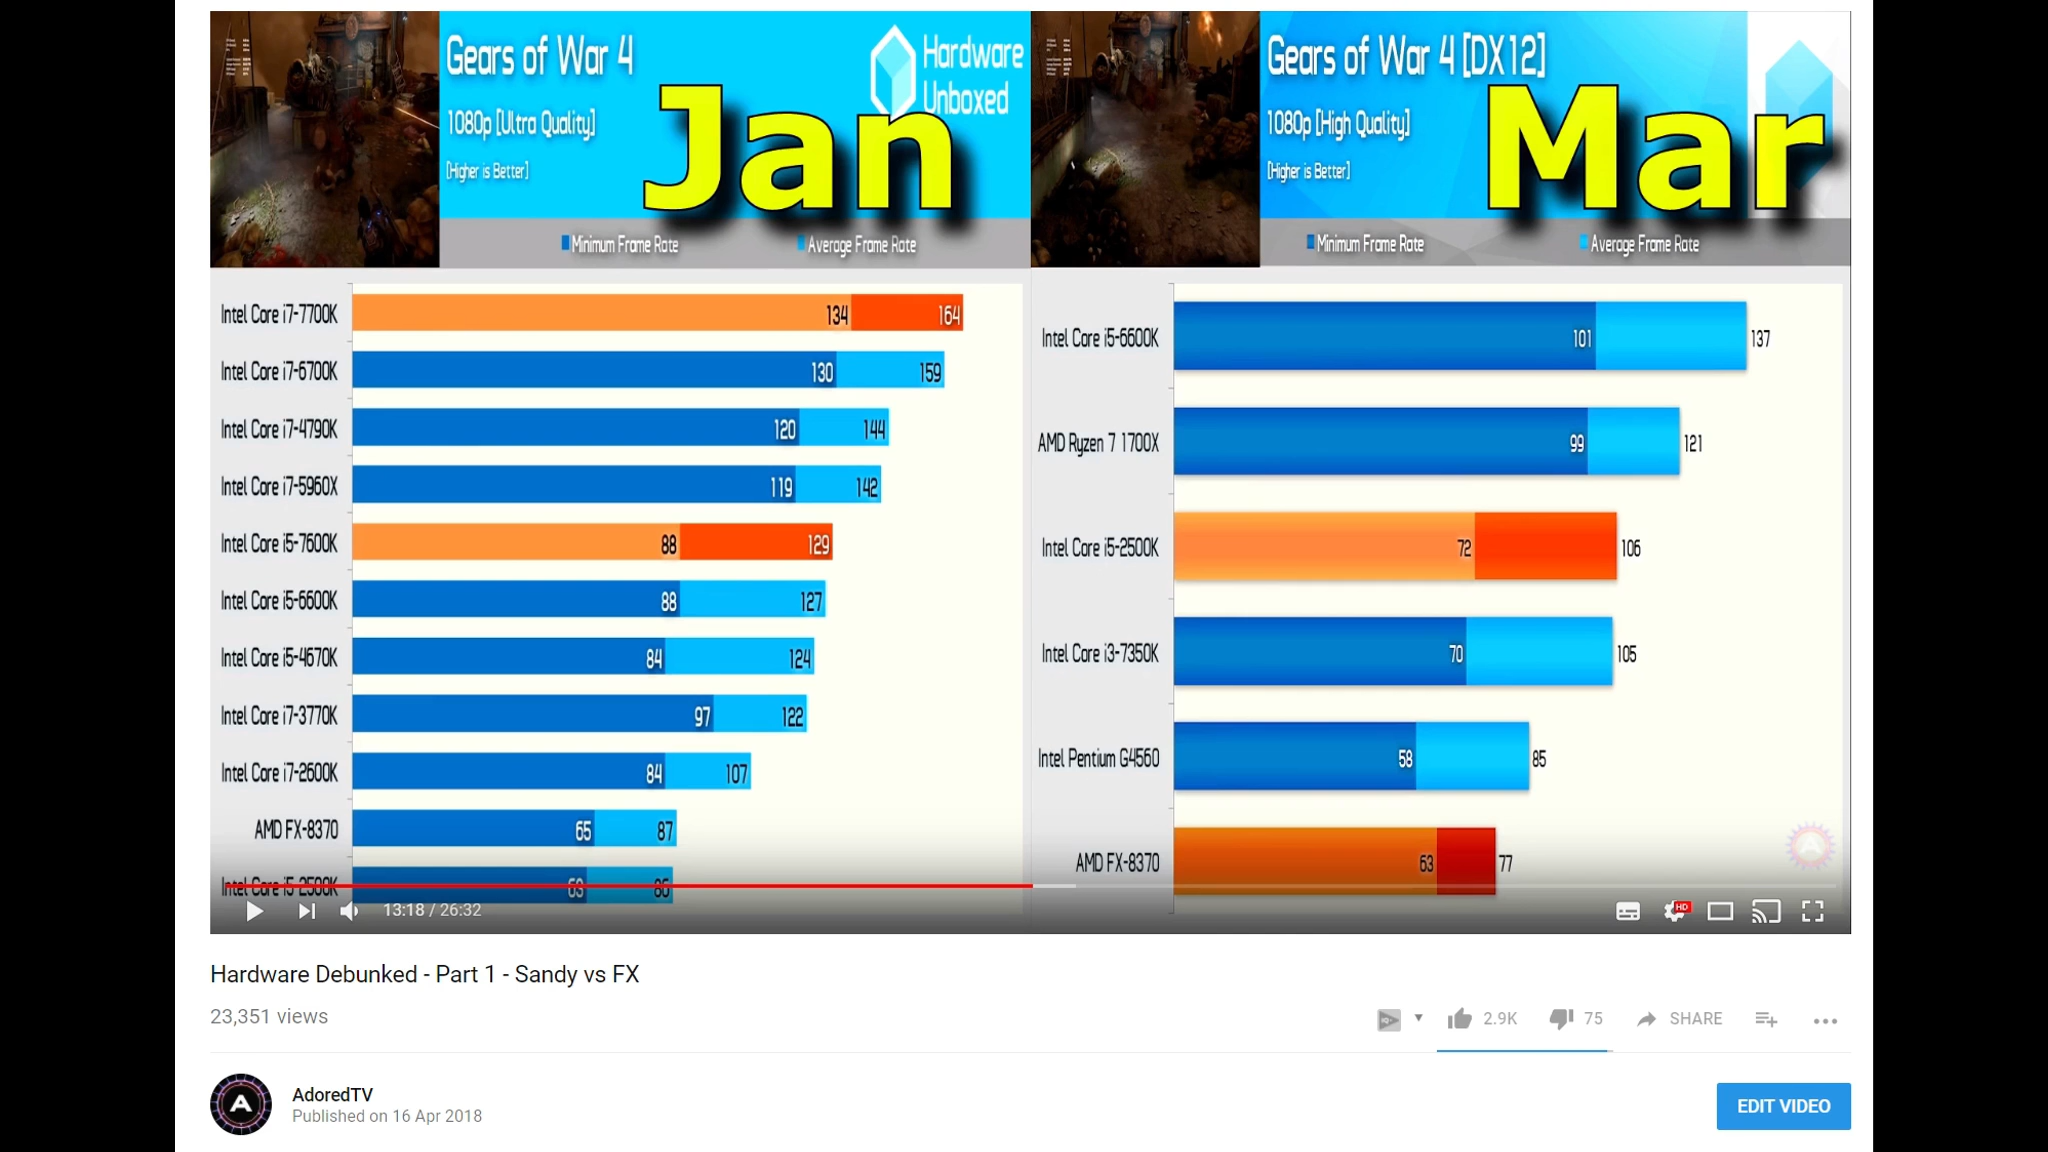 Gears of War 4
Hardware
Unboxed
1080p [Ultra Quality]
[Higher is Better]
Jan
Minimum Frame Rate
Average Frame Rate
Intel Core i7-7700K 134 164
Intel Core i7-6700K 130 159
Intel Core i7-4790K 120 144
Intel Core i7-5960X 119 142
Intel Core i5-7600K 88 129
Intel Core i5-6600K 88 127
Intel Core i5-4670K 84 124
Intel Core i7-3770K 97 122
Intel Core i7-2600K 84 107
AMD FX-8370 65 87
Intel Core i5-2500K 63 86
Gears of War 4 [DX12]
1080p [High Quality]
[Higher is Better]
Mar
Minimum Frame Rate
Average Frame Rate
Intel Core i5-6600K 101 137
AMD Ryzen 7 1700X 99 121
Intel Core i5-2500K 72 106
Intel Core i3-7350K 70 105
Intel Pentium G4560 58 85
AMD FX-8370 63 77
13:18 / 26:32
HD
Hardware Debunked - Part 1 - Sandy vs FX
23,351 views
2.9K 75 SHARE
AdoredTV
Published on 16 Apr 2018
EDIT VIDEO